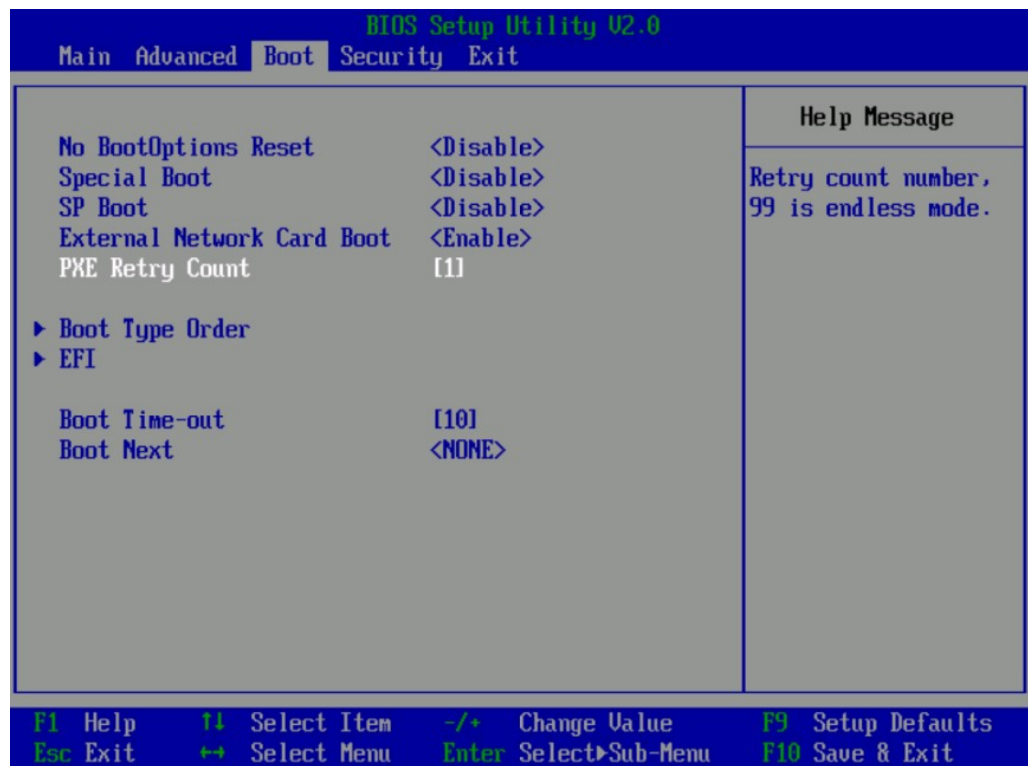 BIOS Setup Utility V2.0
Main Advanced Boot Security Exit
No BootOptions Reset <Disable>
Special Boot <Disable>
SP Boot <Disable>
External Network Card Boot <Enable>
PXE Retry Count [1]
▶ Boot Type Order
▶ EFI
Boot Time-out [10]
Boot Next <NONE>
Help Message
Retry count number,
99 is endless mode.
F1 Help ↑↓ Select Item -/+ Change Value F9 Setup Defaults
Esc Exit ←→ Select Menu Enter Select▶Sub-Menu F10 Save & Exit